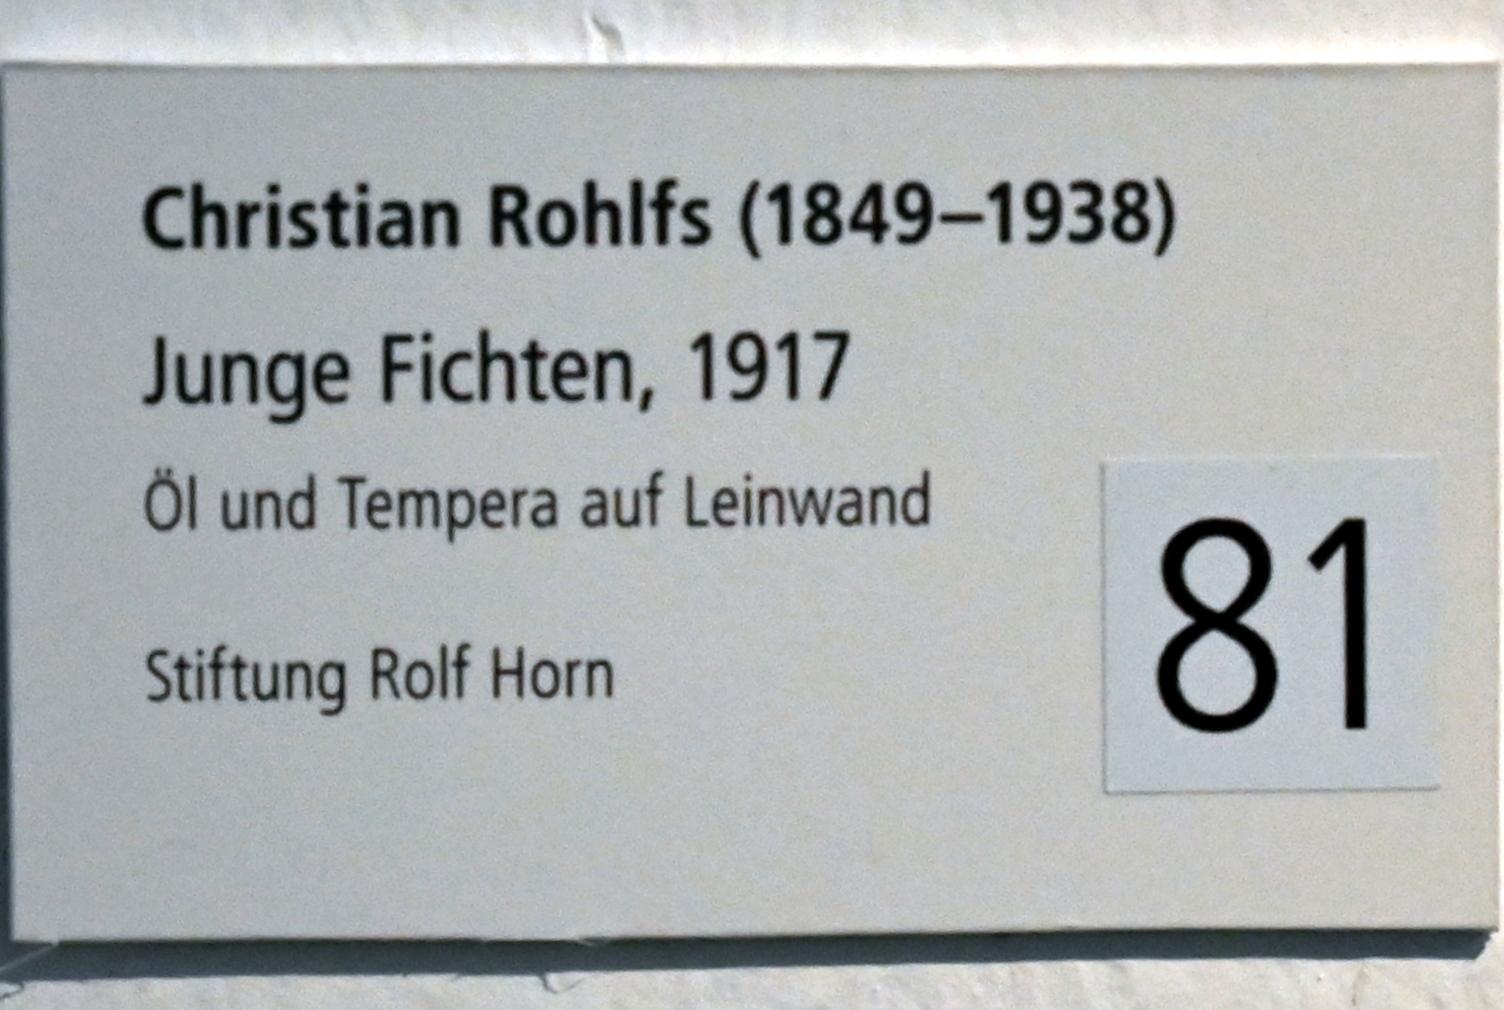 Christian Rohlfs (1849–1938)
Junge Fichten, 1917
Öl und Tempera auf Leinwand
Stiftung Rolf Horn
81